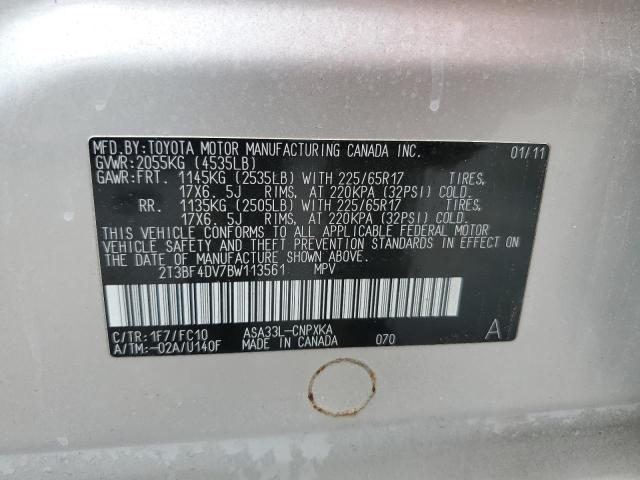 MFD.BY:TOYOTA MOTOR MANUFACTURING CANADA INC. 01/11
GVWR:2055KG (4535LB)
GAWR:FRT. 1145KG (2535LB) WITH 225/65R17 TIRES,
17X6. 5J RIMS, AT 220KPA (32PSI) COLD.
RR. 1135KG (2505LB) WITH 225/65R17 TIRES,
17X6. 5J RIMS, AT 220KPA (32PSI) COLD.
THIS VEHICLE CONFORMS TO ALL APPLICABLE FEDERAL MOTOR
VEHICLE SAFETY AND THEFT PREVENTION STANDARDS IN EFFECT ON
THE DATE OF MANUFACTURE SHOWN ABOVE.
2T3BF4DV7BW113561 MPV
C/TR:1F7/FC10 ASA33L-CNPXKA A
A/TM:-02A/U140F MADE IN CANADA 070